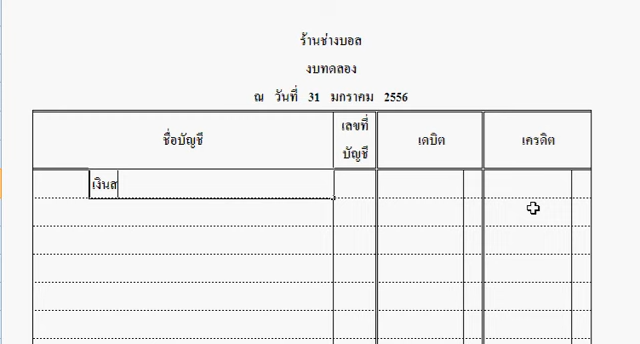 ร้านช่างบอล
งบทดลอง
ณ วันที่ 31 มกราคม 2556
ชื่อบัญชี
เลขที่
บัญชี
เดบิต
เครดิต
เงินส